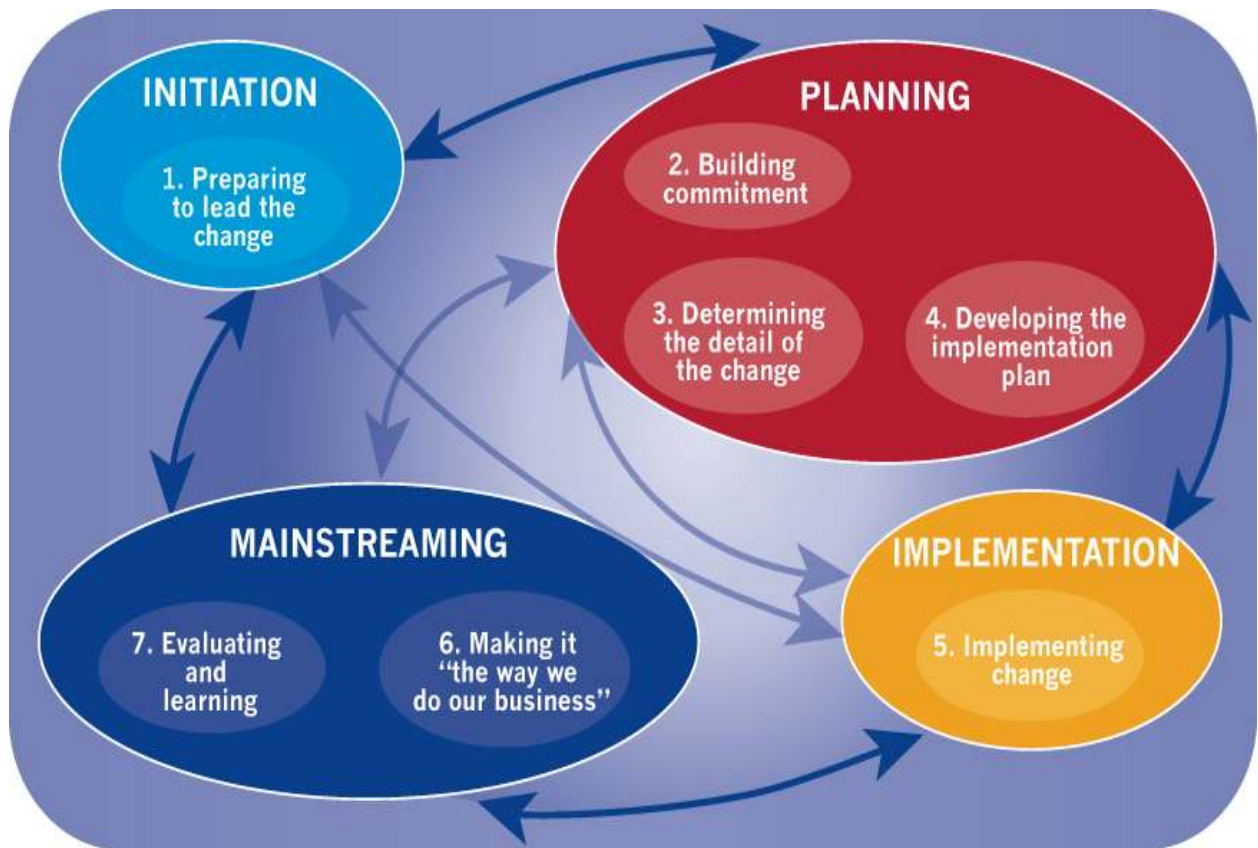 INITIATION
1. Preparing
to lead the
change
PLANNING
2. Building
commitment
3. Determining
the detail of
the change
4. Developing the
implementation
plan
IMPLEMENTATION
5. Implementing
change
MAINSTREAMING
6. Making it
“the way we
do our business”
7. Evaluating
and
learning